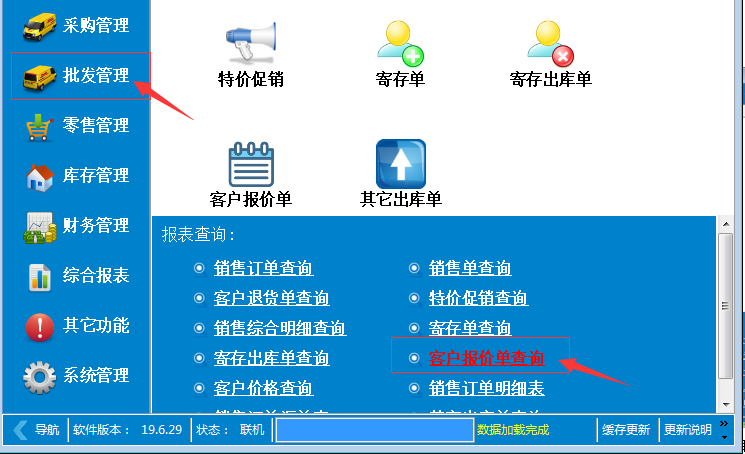 采购管理
批发管理
零售管理
库存管理
财务管理
综合报表
其它功能
系统管理
特价促销
寄存单
寄存出库单
客户报价单
其它出库单
报表查询：
销售订单查询
销售单查询
客户退货单查询
特价促销查询
销售综合明细查询
寄存单查询
寄存出库单查询
客户报价单查询
客户价格查询
销售订单明细表
导航
软件版本： 19.6.29
状态： 联机
数据加载完成
缓存更新
更新说明